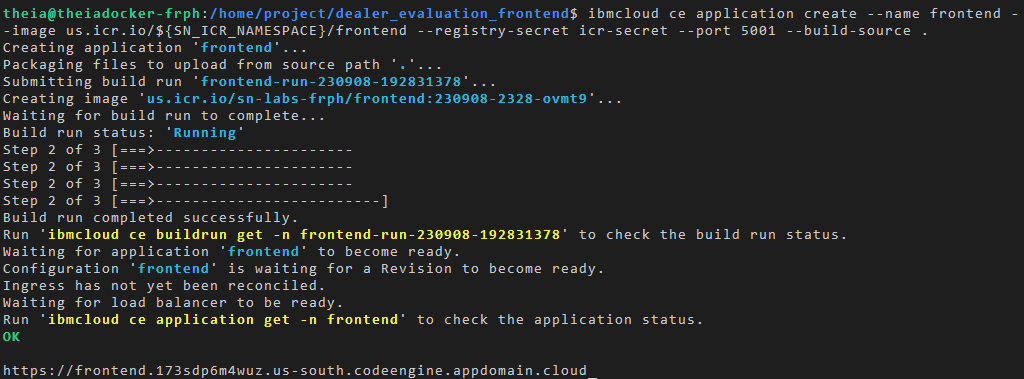 theia@theiadocker-frph:/home/project/dealer_evaluation_frontend$ ibmcloud ce application create --name frontend -
-image us.icr.io/${SN_ICR_NAMESPACE}/frontend --registry-secret icr-secret --port 5001 --build-source .
Creating application 'frontend'...
Packaging files to upload from source path '.'...
Submitting build run 'frontend-run-230908-192831378'...
Creating image 'us.icr.io/sn-labs-frph/frontend:230908-2328-ovmt9'...
Waiting for build run to complete...
Build run status: 'Running'
Step 2 of 3 [===>-----------------------
Step 2 of 3 [===>-----------------------
Step 2 of 3 [===>-----------------------
Step 2 of 3 [===>--------------------------]
Build run completed successfully.
Run 'ibmcloud ce buildrun get -n frontend-run-230908-192831378' to check the build run status.
Waiting for application 'frontend' to become ready.
Configuration 'frontend' is waiting for a Revision to become ready.
Ingress has not yet been reconciled.
Waiting for load balancer to be ready.
Run 'ibmcloud ce application get -n frontend' to check the application status.
OK
https://frontend.173sdp6m4wuz.us-south.codeengine.appdomain.cloud_